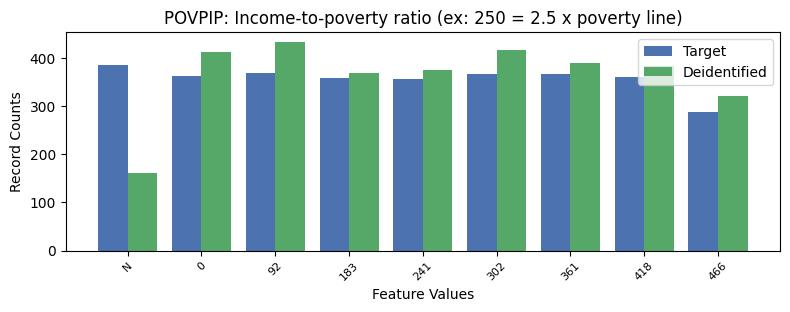 POVPIP: Income-to-poverty ratio (ex: 250 = 2.5 x poverty line)
Target
Deidentified
Record Counts
400
300
200
100
0
N 0 92 183 241 302 361 418 466
Feature Values